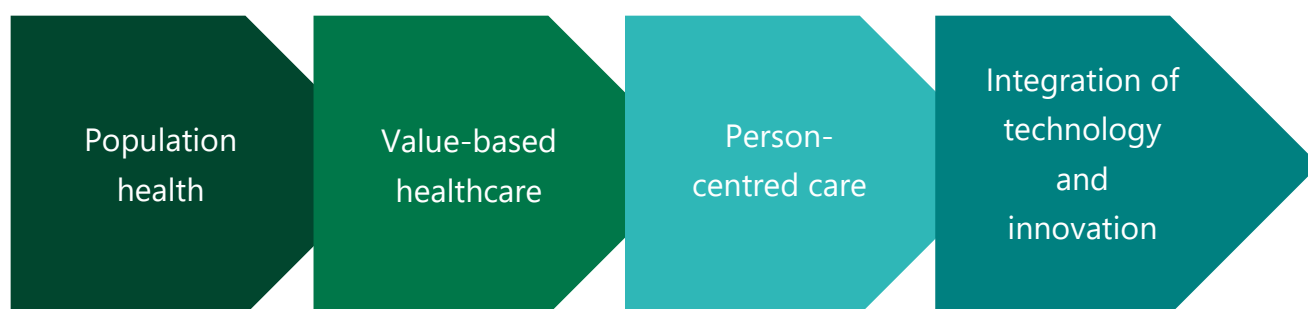 Population
health
Value-based
healthcare
Person-
centred care
Integration of
technology
and
innovation